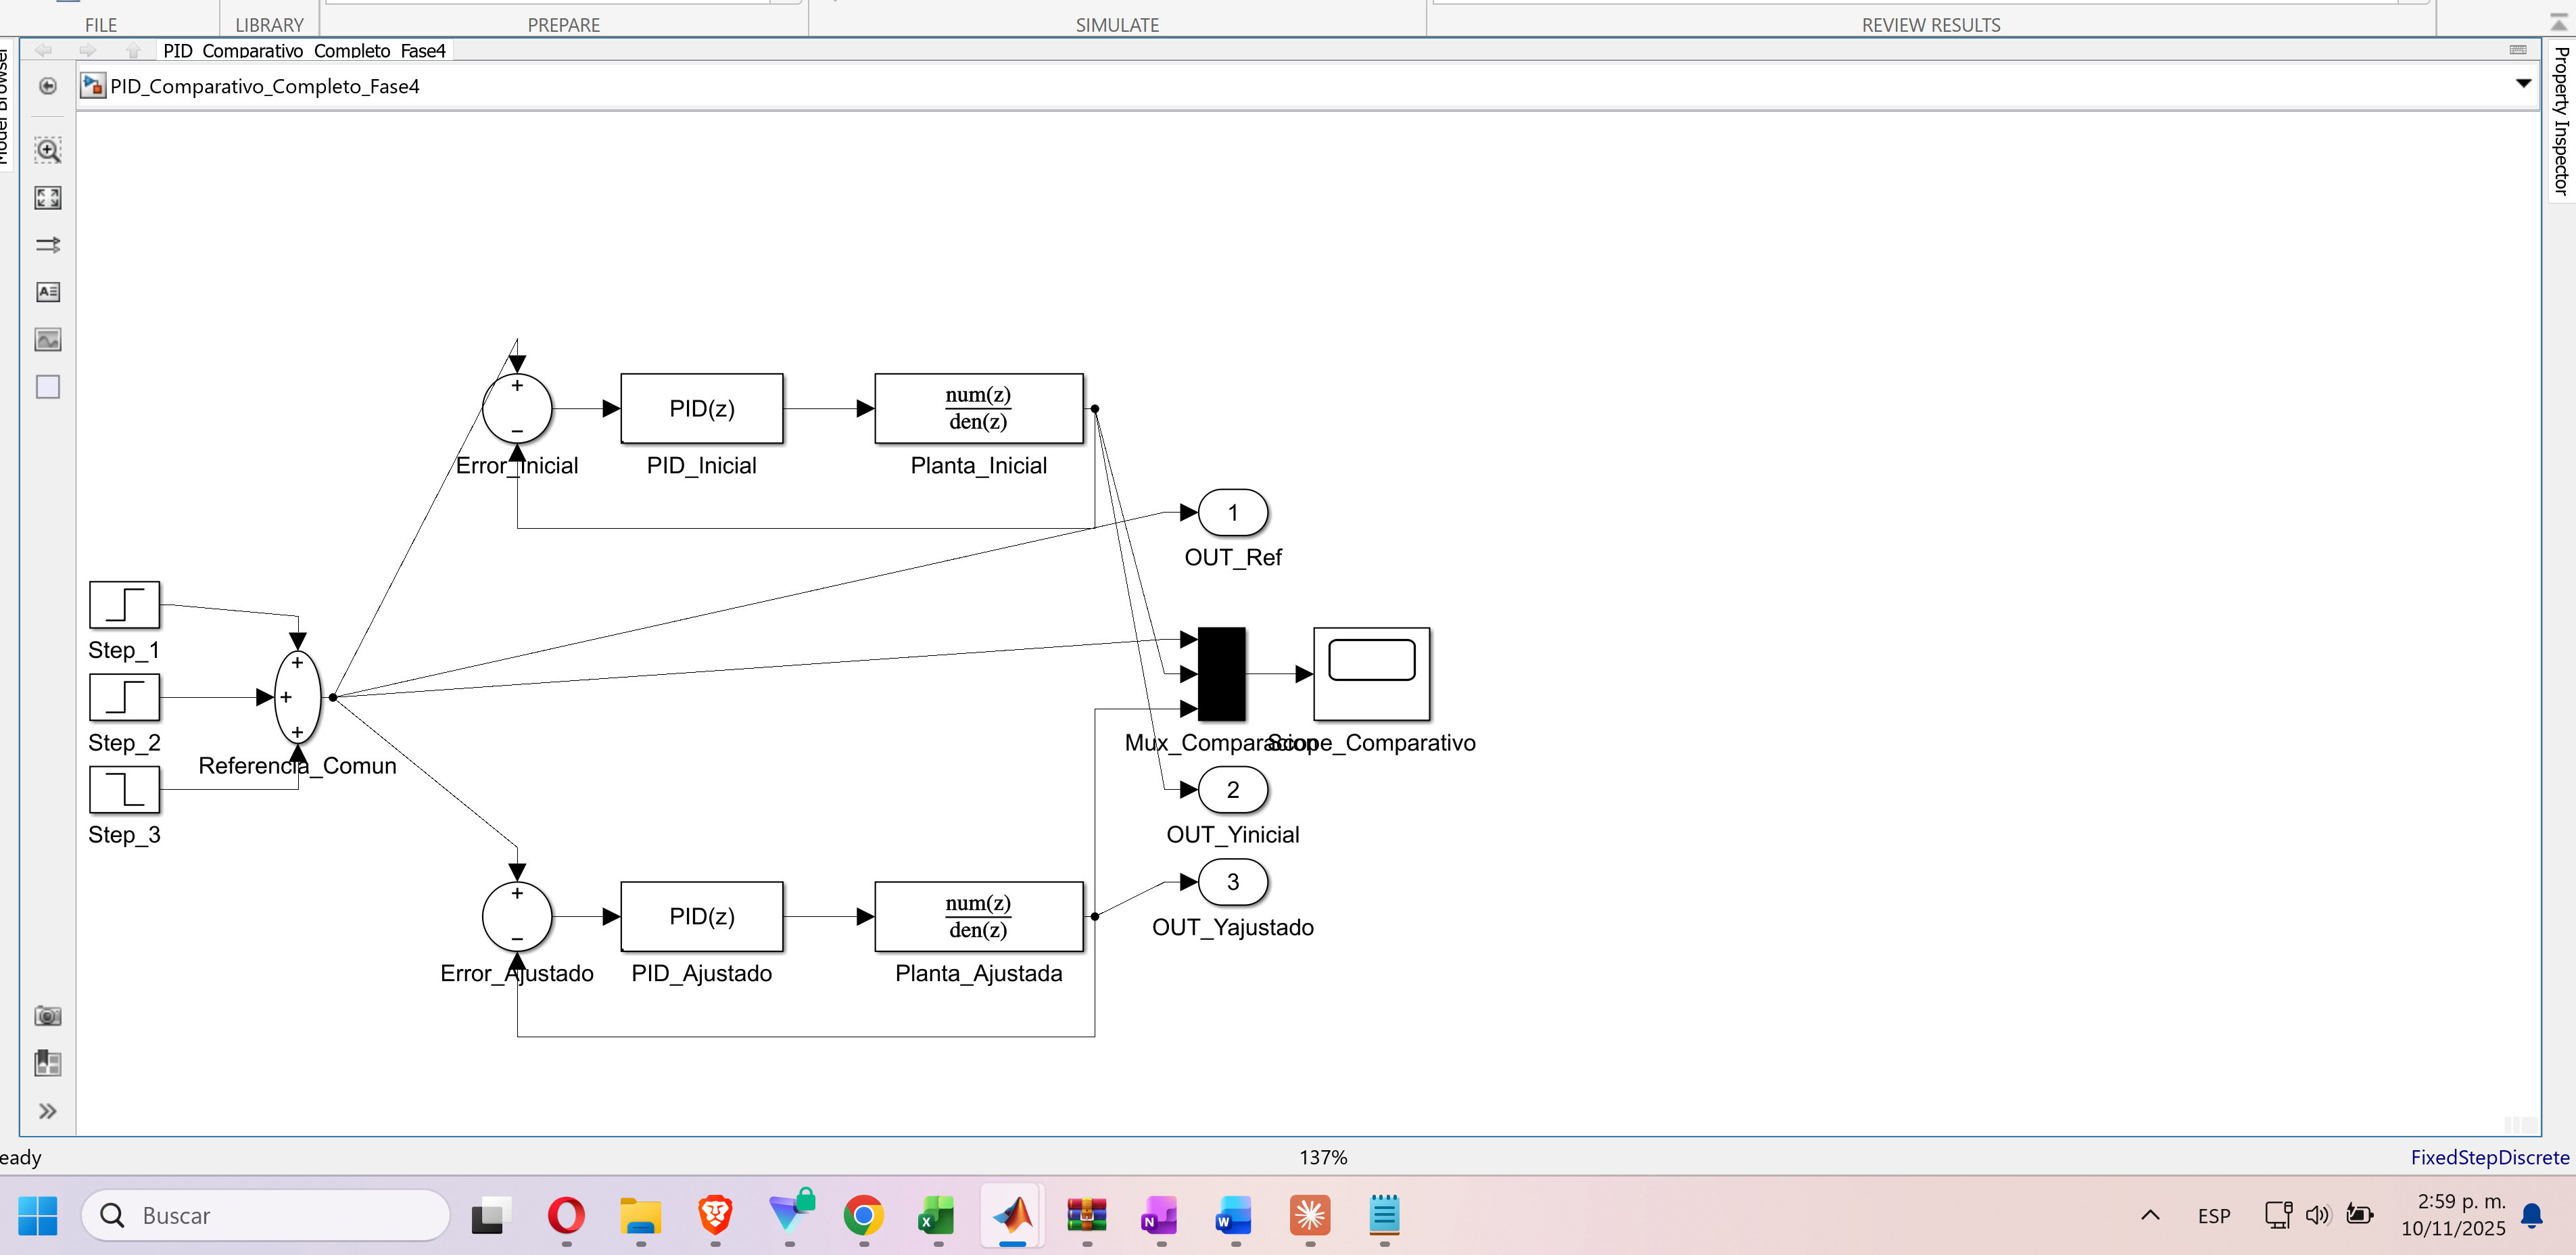 FILE
LIBRARY
PREPARE
SIMULATE
REVIEW RESULTS
PID_Comparativo_Completo_Fase4
PID_Comparativo_Completo_Fase4
Property Inspector
+
−
Error_Inicial
PID(z)
PID_Inicial
num(z)
den(z)
Planta_Inicial
1
OUT_Ref
Step_1
Step_2
Step_3
+
+
+
Referencia_Comun
Mux_Comparacion
Scope_Comparativo
2
OUT_Yinicial
3
OUT_Yajustado
+
−
Error_Ajustado
PID(z)
PID_Ajustado
num(z)
den(z)
Planta_Ajustada
eady
137%
FixedStepDiscrete
Buscar
ESP
2:59 p. m.
10/11/2025